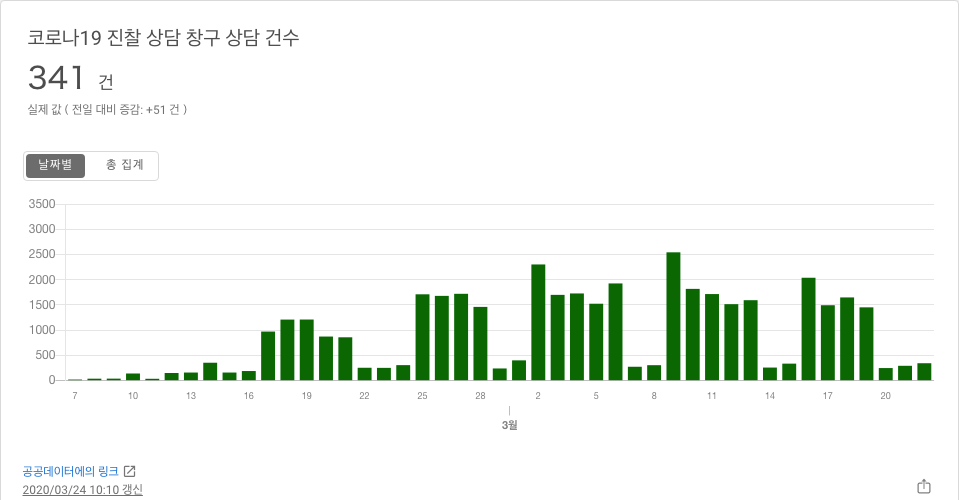 코로나19 진찰 상담 창구 상담 건수
341 건
실제 값 ( 전일 대비 증감: +51 건 )
날짜별 총 집계
3500
3000
2500
2000
1500
1000
500
0
7 10 13 16 19 22 25 28 2 5 8 11 14 17 20
3월
공공데이터에의 링크
2020/03/24 10:10 갱신